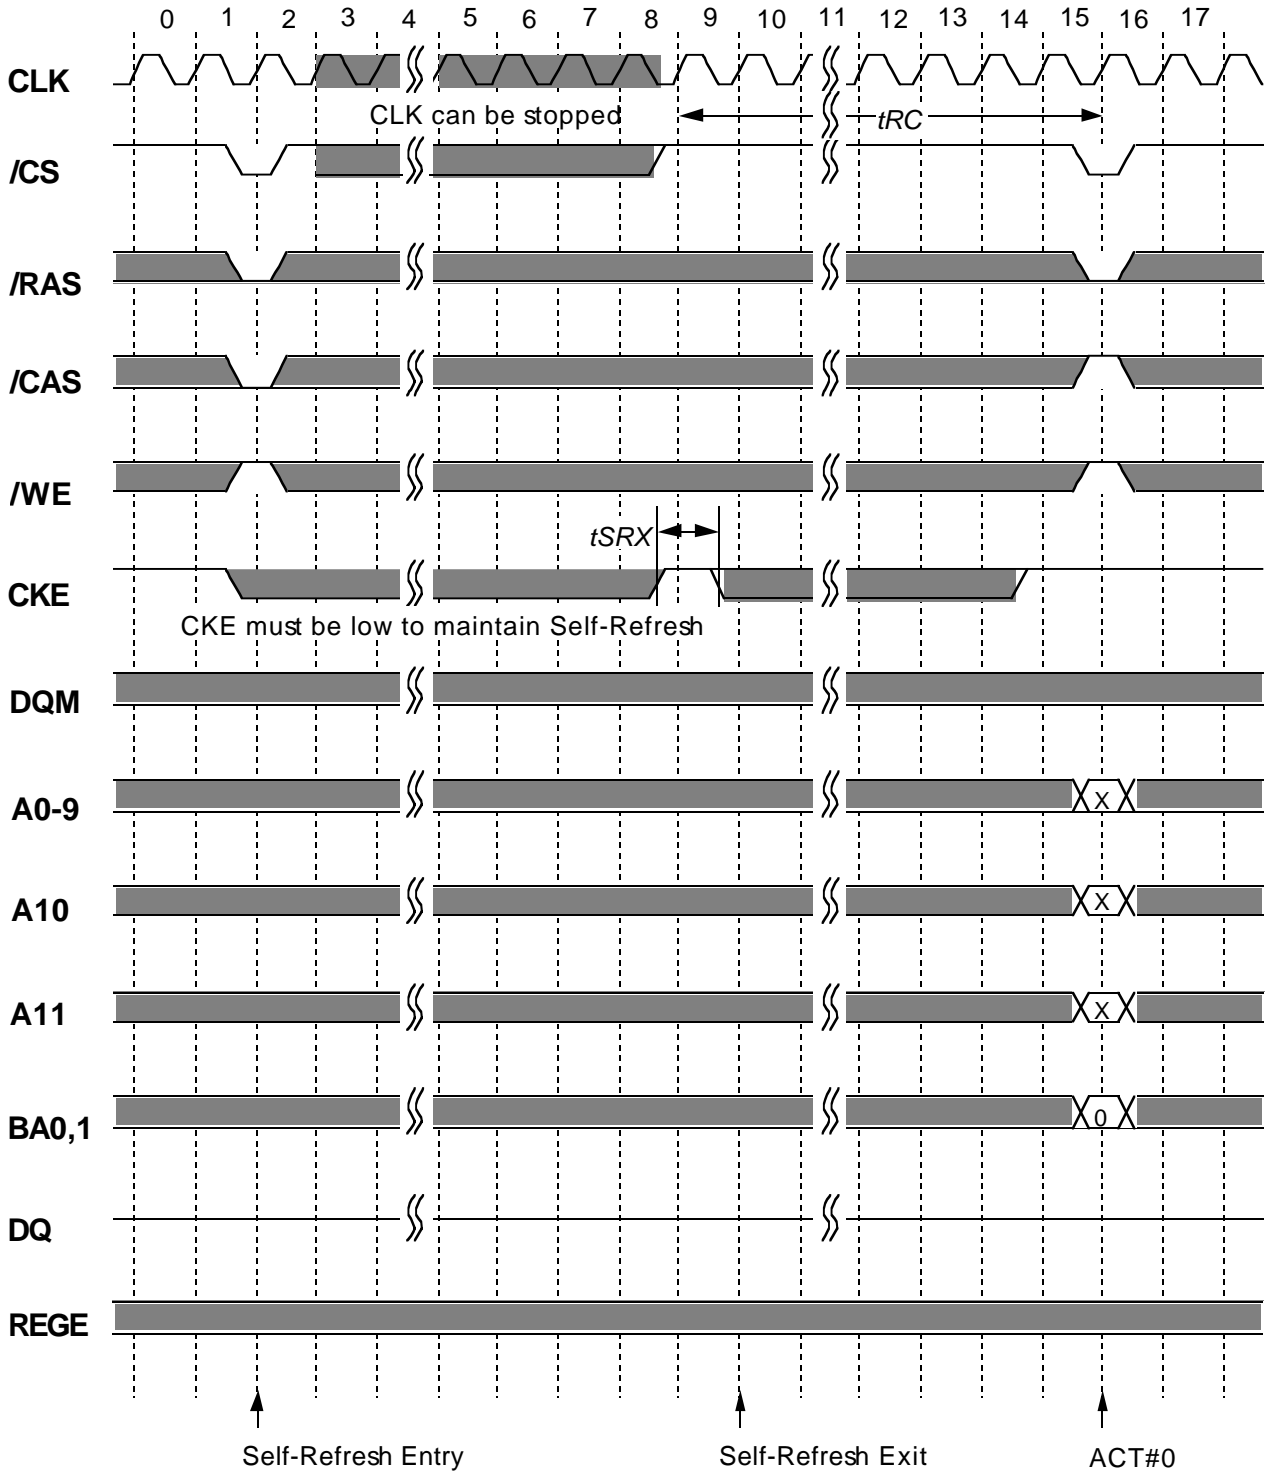 0 1 2 3 4 5 6 7 8 9 10 11 12 13 14 15 16 17
CLK
CLK can be stopped
tRC
/CS
/RAS
/CAS
/WE
tSRX
CKE
CKE must be low to maintain Self-Refresh
DQM
A0-9
X
A10
X
A11
X
BA0,1
0
DQ
REGE
Self-Refresh Entry
Self-Refresh Exit
ACT#0